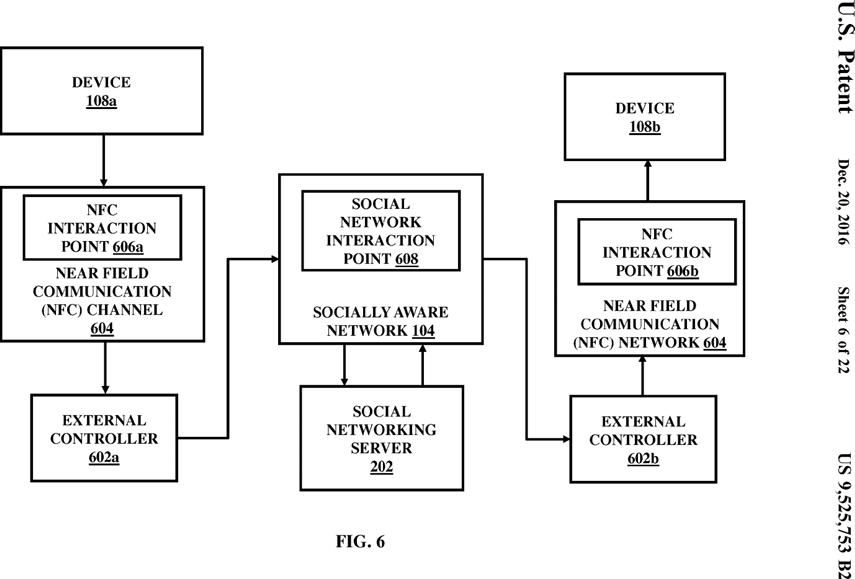 U.S. Patent
Dec. 20, 2016
Sheet 6 of 22
US 9,525,753 B2
DEVICE
108a
NFC
INTERACTION
POINT 606a
NEAR FIELD
COMMUNICATION
(NFC) CHANNEL
604
EXTERNAL
CONTROLLER
602a
SOCIAL
NETWORK
INTERACTION
POINT 608
SOCIALLY AWARE
NETWORK 104
SOCIAL
NETWORKING
SERVER
202
DEVICE
108b
NFC
INTERACTION
POINT 606b
NEAR FIELD
COMMUNICATION
(NFC) NETWORK 604
EXTERNAL
CONTROLLER
602b
FIG. 6